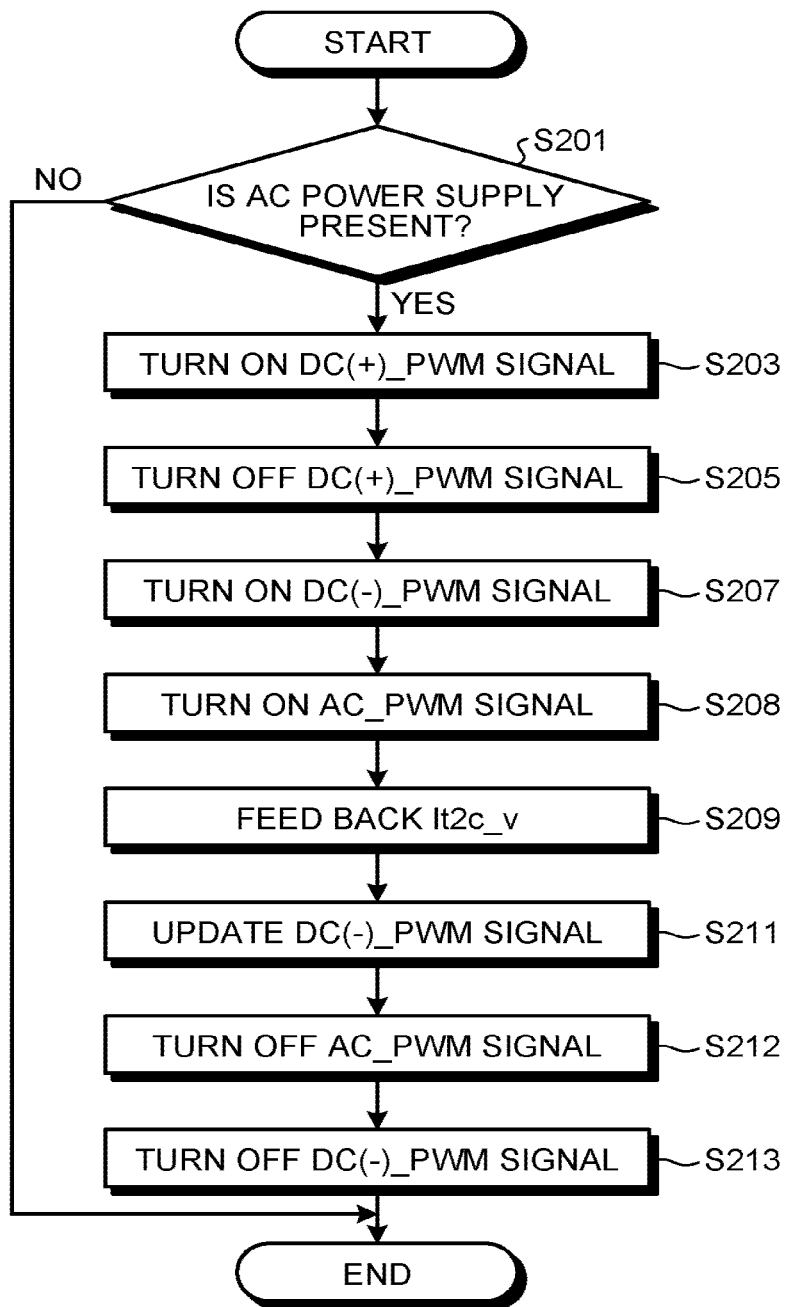 START
S201
NO
IS AC POWER SUPPLY
PRESENT?
YES
TURN ON DC(+)_PWM SIGNAL
S203
TURN OFF DC(+)_PWM SIGNAL
S205
TURN ON DC(-)_PWM SIGNAL
S207
TURN ON AC_PWM SIGNAL
S208
FEED BACK It2c_v
S209
UPDATE DC(-)_PWM SIGNAL
S211
TURN OFF AC_PWM SIGNAL
S212
TURN OFF DC(-)_PWM SIGNAL
S213
END